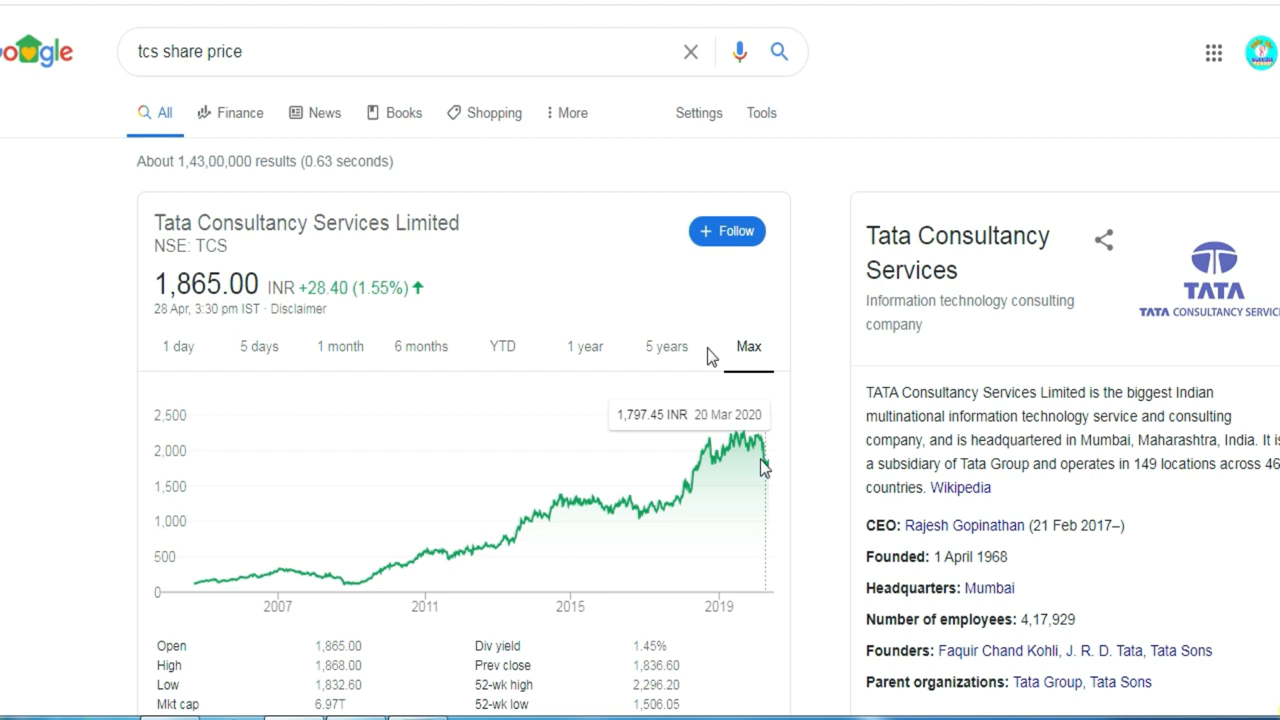 oogle
tcs share price
All Finance News Books Shopping More Settings Tools
About 1,43,00,000 results (0.63 seconds)
Tata Consultancy Services Limited
NSE: TCS
+ Follow
1,865.00 INR +28.40 (1.55%)
28 Apr, 3:30 pm IST · Disclaimer
1 day 5 days 1 month 6 months YTD 1 year 5 years Max
1,797.45 INR 20 Mar 2020
2,500
2,000
1,500
1,000
500
0
2007 2011 2015 2019
Open 1,865.00 Div yield 1.45%
High 1,868.00 Prev close 1,836.60
Low 1,832.60 52-wk high 2,296.20
Mkt cap 6.97T 52-wk low 1,506.05
Tata Consultancy
Services
Information technology consulting
company
TATA
TATA CONSULTANCY SERVIC
TATA Consultancy Services Limited is the biggest Indian
multinational information technology service and consulting
company, and is headquartered in Mumbai, Maharashtra, India. It is
a subsidiary of Tata Group and operates in 149 locations across 46
countries. Wikipedia
CEO: Rajesh Gopinathan (21 Feb 2017–)
Founded: 1 April 1968
Headquarters: Mumbai
Number of employees: 4,17,929
Founders: Faquir Chand Kohli, J. R. D. Tata, Tata Sons
Parent organizations: Tata Group, Tata Sons